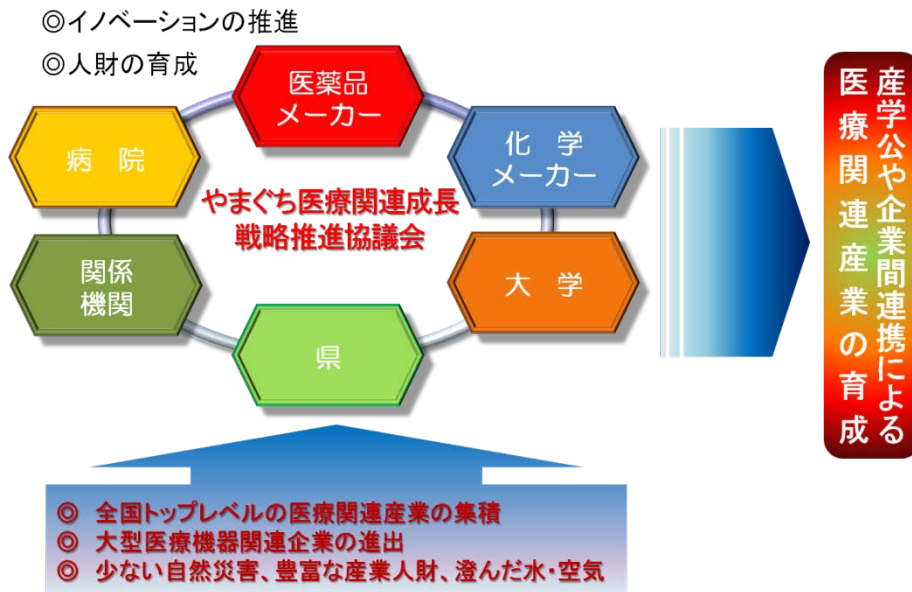 ◎イノベーションの推進
◎人財の育成
医薬品
メーカー
病 院
化 学
メーカー
やまぐち医療関連成長
戦略推進協議会
関係
機関
大 学
県
産学公や企業間連携による
医療関連産業の育成
◎ 全国トップレベルの医療関連産業の集積
◎ 大型医療機器関連企業の進出
◎ 少ない自然災害、豊富な産業人財、澄んだ水・空気